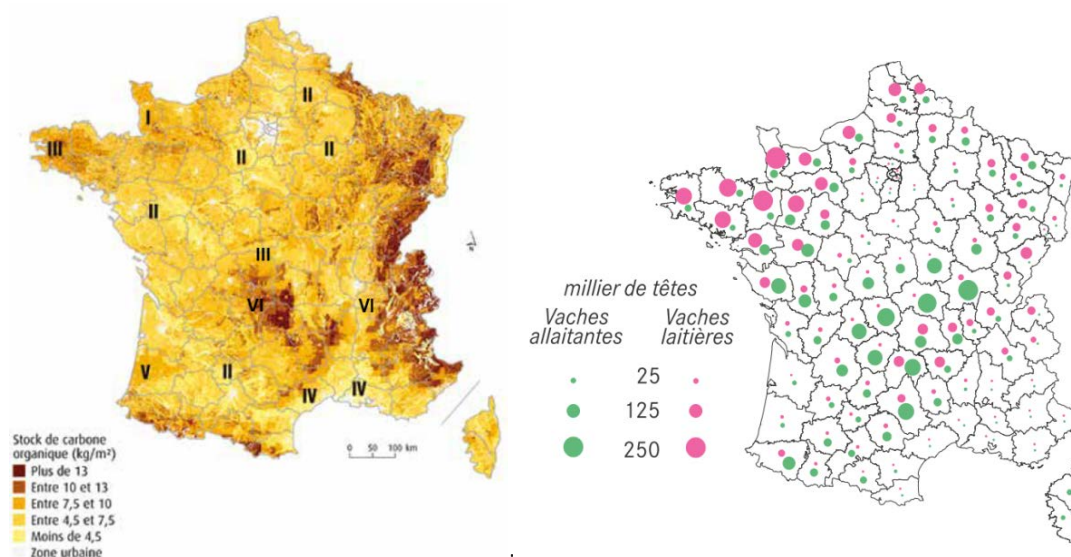 II
I
III
II
II
II
III
VI
VI
V
II
IV
IV
0 50 100 km
Stock de carbone
organique (kg/m²)
Plus de 13
Entre 10 et 13
Entre 7,5 et 10
Entre 4,5 et 7,5
Moins de 4,5
Zone urbaine
millier de têtes
Vaches allaitantes
Vaches laitières
25
125
250